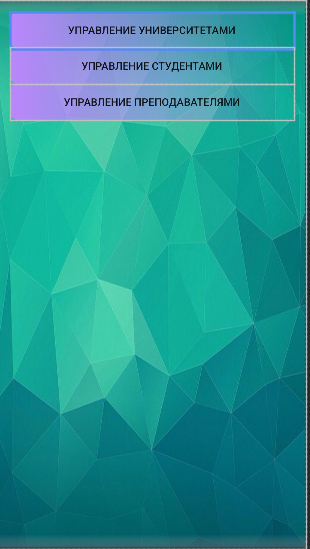 УПРАВЛЕНИЕ УНИВЕРСИТЕТАМИ
УПРАВЛЕНИЕ СТУДЕНТАМИ
УПРАВЛЕНИЕ ПРЕПОДАВАТЕЛЯМИ